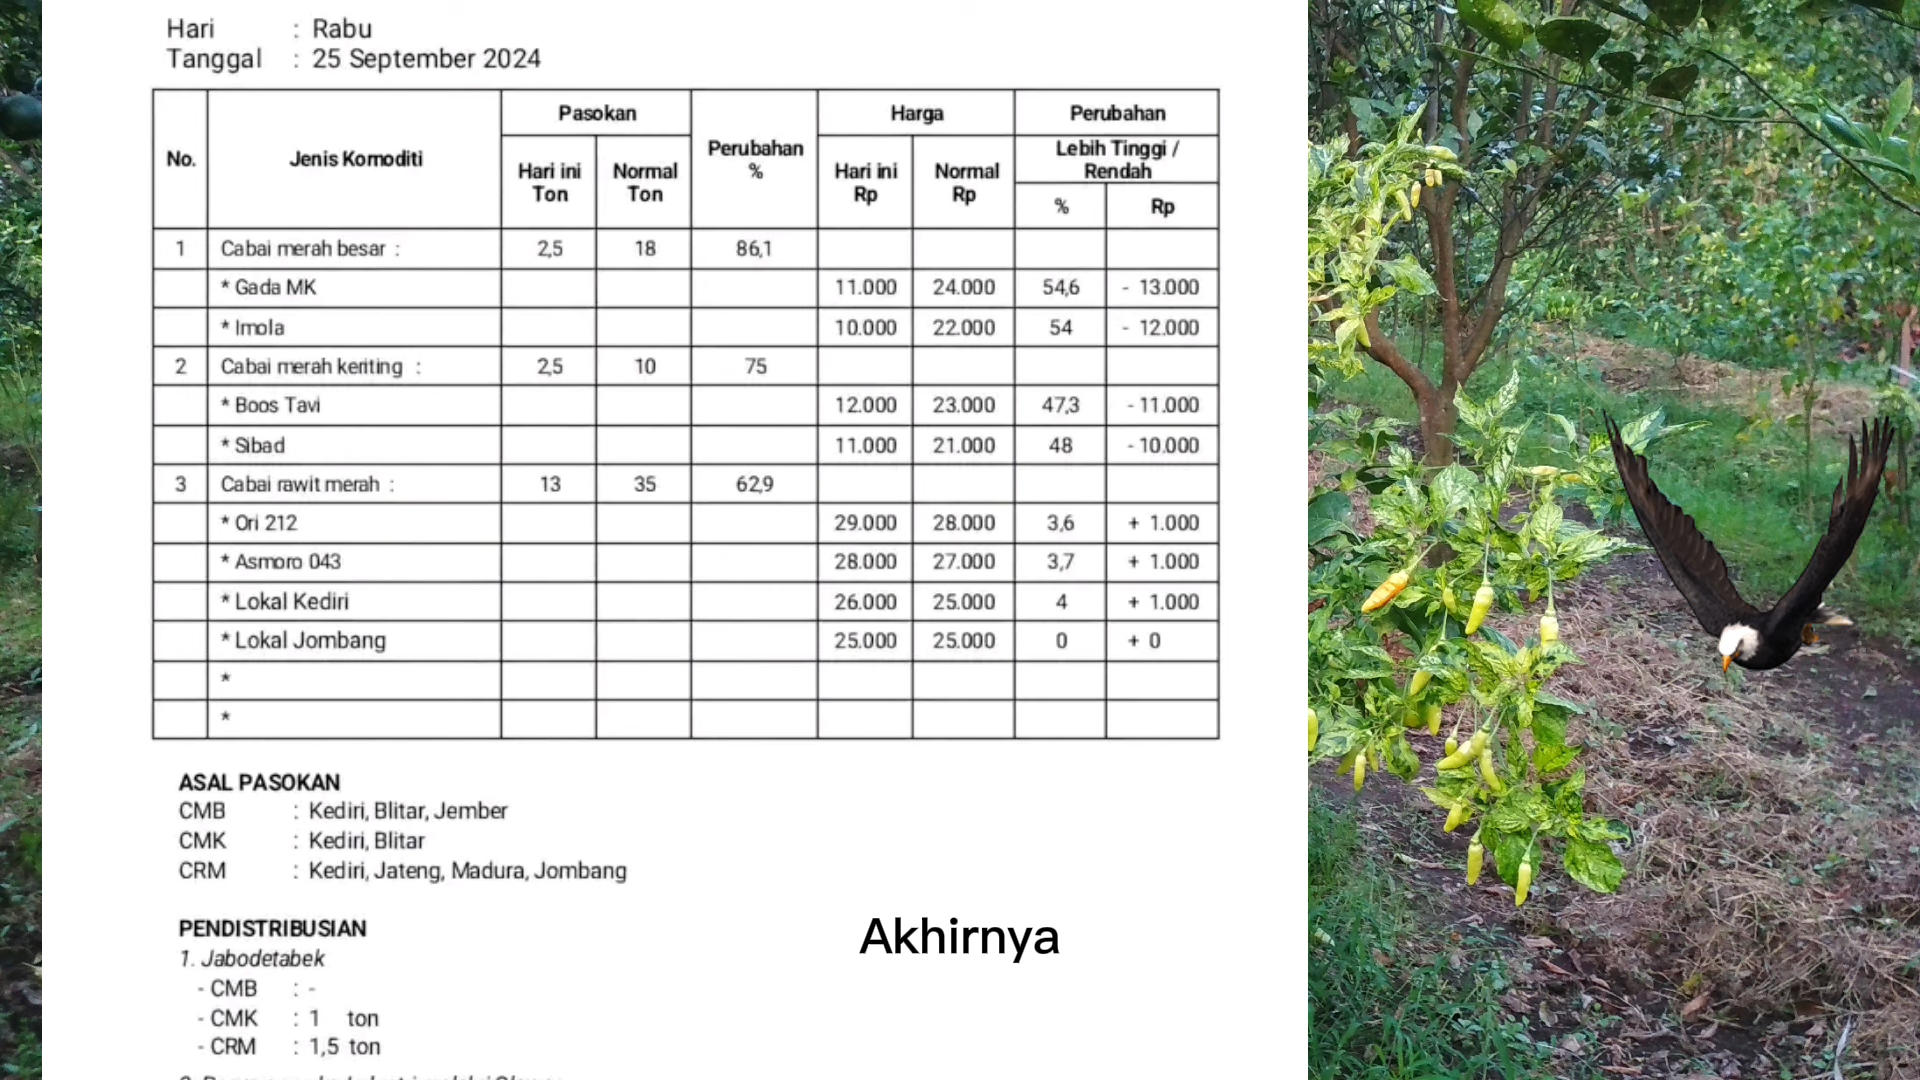 Hari : Rabu
Tanggal : 25 September 2024
No. Jenis Komoditi Pasokan Perubahan % Harga Perubahan
Hari ini Ton Normal Ton Hari ini Rp Normal Rp Lebih Tinggi / Rendah
% Rp
1 Cabai merah besar : 2,5 18 86,1
* Gada MK 11.000 24.000 54,6 - 13.000
* Imola 10.000 22.000 54 - 12.000
2 Cabai merah keriting : 2,5 10 75
* Boos Tavi 12.000 23.000 47,3 - 11.000
* Sibad 11.000 21.000 48 - 10.000
3 Cabai rawit merah : 13 35 62,9
* Ori 212 29.000 28.000 3,6 + 1.000
* Asmoro 043 28.000 27.000 3,7 + 1.000
* Lokal Kediri 26.000 25.000 4 + 1.000
* Lokal Jombang 25.000 25.000 0 + 0
*
*
ASAL PASOKAN
CMB : Kediri, Blitar, Jember
CMK : Kediri, Blitar
CRM : Kediri, Jateng, Madura, Jombang
PENDISTRIBUSIAN
1. Jabodetabek
- CMB : -
- CMK : 1 ton
- CRM : 1,5 ton
Akhirnya